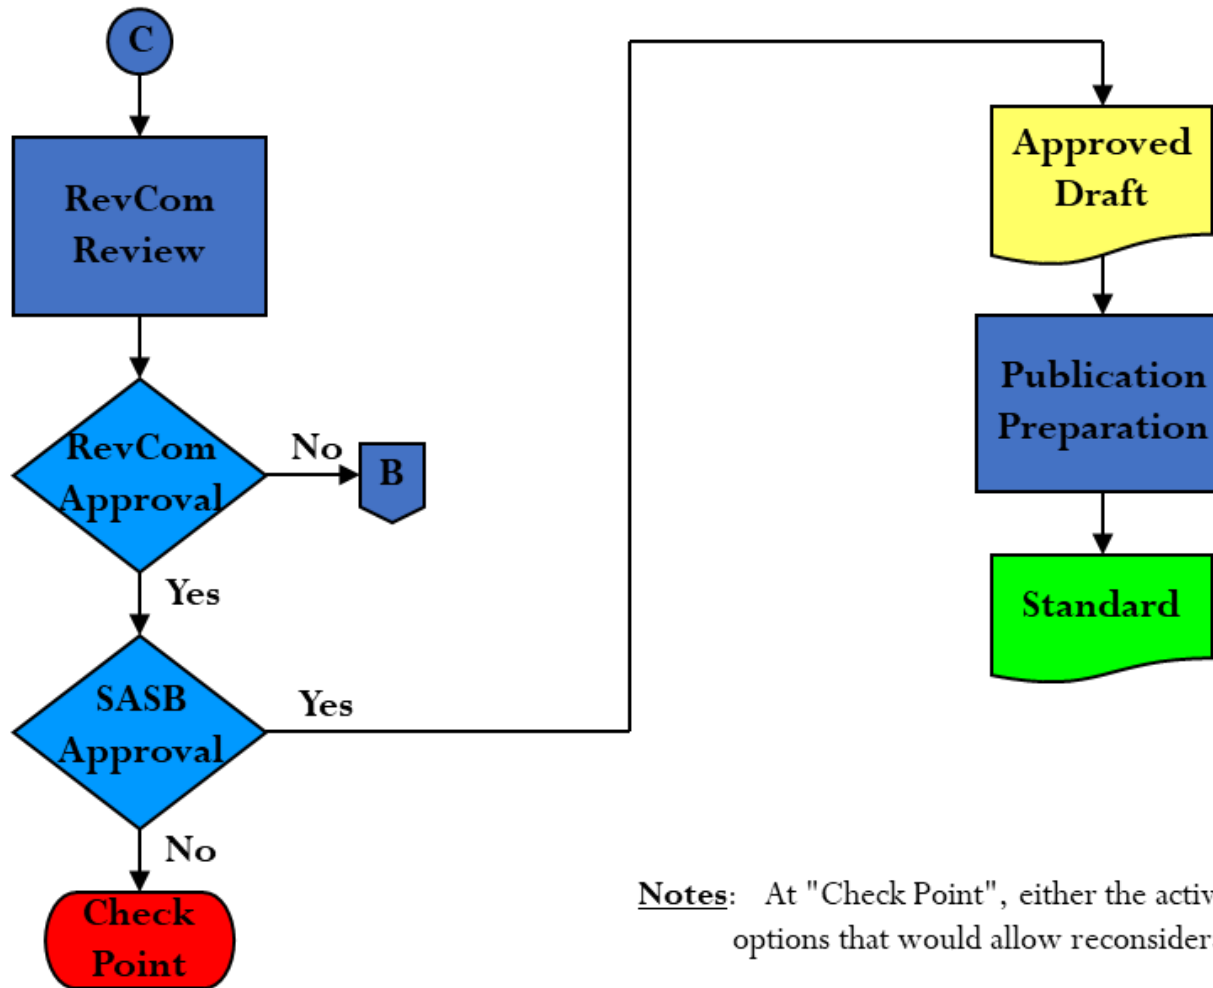 C
RevCom
Review
RevCom
Approval
No
B
Yes
SASB
Approval
Yes
No
Check
Point
Approved
Draft
Publication
Preparation
Standard
Notes: At "Check Point", either the activ
options that would allow reconsider